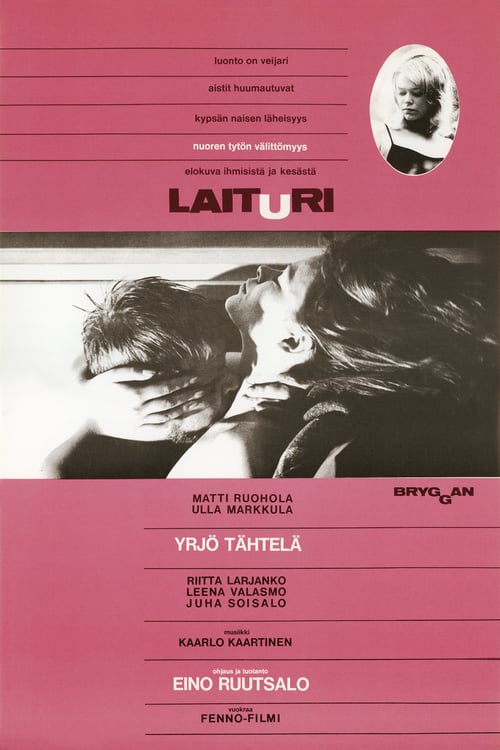 luonto on veijari
aistit huumautuvat
kypsän naisen läheisyys
nuoren tytön välittömyys
elokuva ihmisistä ja kesästä
LAITURI
BRYGGAN
MATTI RUOHOLA
ULLA MARKKULA
YRJÖ TÄHTELÄ
RIITTA LARJANKO
LEENA VALASMO
JUHA SOISALO
musiikki
KAARLO KAARTINEN
ohjaus ja tuotanto
EINO RUUTSALO
vuokraa
FENNO-FILMI